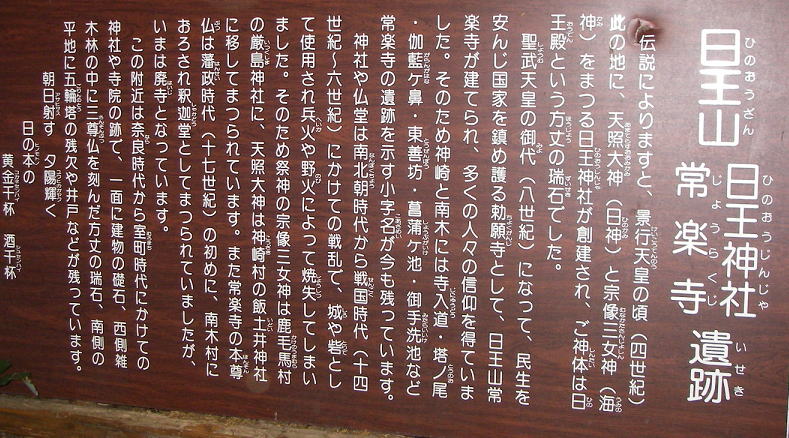 日王山 日王神社 常楽寺 遺跡
伝説によりますと、景行天皇の頃（四世紀）
此の地に、天照大神（日神）と宗像三女神（海
神）をまつる日王神社が創建され、ご神体は日
王殿という方丈の瑞石でした。
聖武天皇の御代（八世紀）になって、民生を
安んじ国家を鎮め護る勅願寺として、日王山常
楽寺が建てられ、多くの人々の信仰を得ていま
した。そのため神崎と南木には寺入道・塔ノ尾
・伽藍ヶ鼻・東善坊・菖蒲ヶ池・御手洗池など
常楽寺の遺跡を示す小字名が今も残っています。
神社や仏堂は南北朝時代から戦国時代（十四
世紀〜六世紀）にかけての戦乱で、城や砦とし
て使用され兵火や野火によって焼失してしまい
ました。そのため祭神の宗像三女神は鹿毛馬村
の厳島神社に、天照大神は神崎村の飯土井神社
に移してまつられています。また常楽寺の本尊
仏は藩政時代（十七世紀）の初めに、南木村に
おろされ釈迦堂としてまつられていましたが、
いまは廃寺となっています。
この附近は奈良時代から室町時代にかけての
神社や寺院の跡で、一面に建物の礎石、西側雑
木林の中に三尊仏を刻んだ方丈の瑞石、南側の
平地に五輪塔の残欠や井戸などが残っています。
朝日射す 夕陽輝く
日の本の
黄金千杯 酒千杯